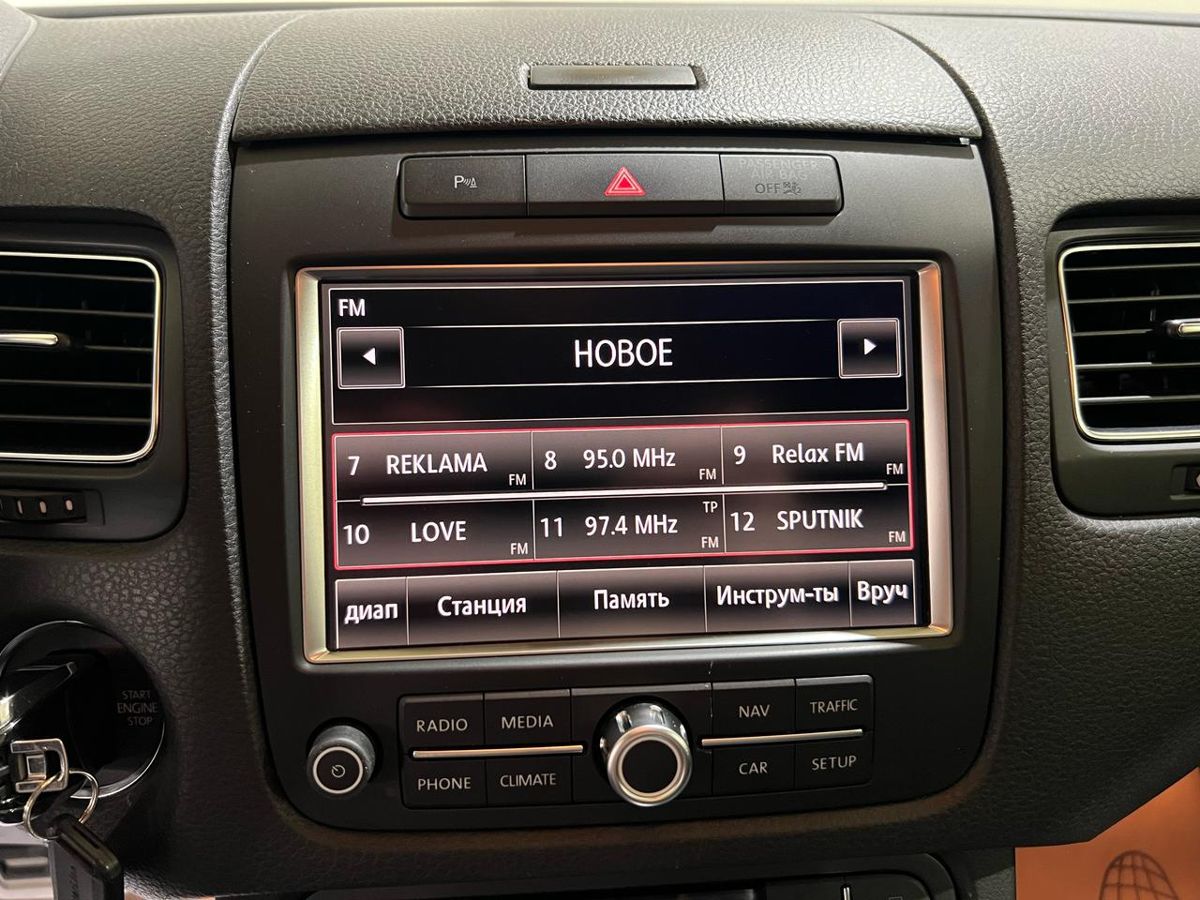 P
PASSENGER
AIR BAG
OFF
FM
НОВОЕ
7 REKLAMA FM
8 95.0 MHz FM
9 Relax FM FM
10 LOVE FM
11 97.4 MHz TP FM
12 SPUTNIK FM
диап Станция Память Инструм-ты Вруч
START
ENGINE
STOP
RADIO MEDIA NAV TRAFFIC
PHONE CLIMATE CAR SETUP